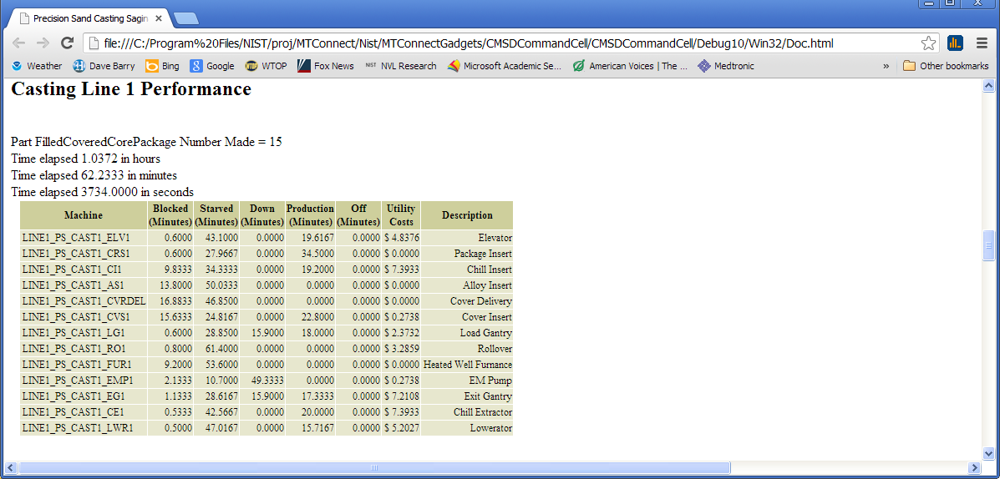 Precision Sand Casting Sagin
file:///C:/Program%20Files/NIST/proj/MTConnect/Nist/MTConnectGadgets/CMSDCommandCell/CMSDCommandCell/Debug10/Win32/Doc.html
Weather Dave Barry Bing Google WTOP Fox News NIST NVL Research Microsoft Academic Se... American Voices | The ... Medtronic » Other bookmarks
Casting Line 1 Performance
Part FilledCoveredCorePackage Number Made = 15
Time elapsed 1.0372 in hours
Time elapsed 62.2333 in minutes
Time elapsed 3734.0000 in seconds
Machine Blocked (Minutes) Starved (Minutes) Down (Minutes) Production (Minutes) Off (Minutes) Utility Costs Description
LINE1_PS_CAST1_ELV1 0.6000 43.1000 0.0000 19.6167 0.0000 $ 4.8376 Elevator
LINE1_PS_CAST1_CRS1 0.6000 27.9667 0.0000 34.5000 0.0000 $ 0.0000 Package Insert
LINE1_PS_CAST1_CI1 9.8333 34.3333 0.0000 19.2000 0.0000 $ 7.3933 Chill Insert
LINE1_PS_CAST1_AS1 13.8000 50.0333 0.0000 0.0000 0.0000 $ 0.0000 Alloy Insert
LINE1_PS_CAST1_CVRDEL 16.8833 46.8500 0.0000 0.0000 0.0000 $ 0.0000 Cover Delivery
LINE1_PS_CAST1_CVS1 15.6333 24.8167 0.0000 22.8000 0.0000 $ 0.2738 Cover Insert
LINE1_PS_CAST1_LG1 0.6000 28.8500 15.9000 18.0000 0.0000 $ 2.3732 Load Gantry
LINE1_PS_CAST1_RO1 0.8000 61.4000 0.0000 0.0000 0.0000 $ 3.2859 Rollover
LINE1_PS_CAST1_FUR1 9.2000 53.6000 0.0000 0.0000 0.0000 $ 0.0000 Heated Well Furnance
LINE1_PS_CAST1_EMP1 2.1333 10.7000 49.3333 0.0000 0.0000 $ 0.2738 EM Pump
LINE1_PS_CAST1_EG1 1.1333 28.6167 15.9000 17.3333 0.0000 $ 7.2108 Exit Gantry
LINE1_PS_CAST1_CE1 0.5333 42.5667 0.0000 20.0000 0.0000 $ 7.3933 Chill Extractor
LINE1_PS_CAST1_LWR1 0.5000 47.0167 0.0000 15.7167 0.0000 $ 5.2027 Lowerator